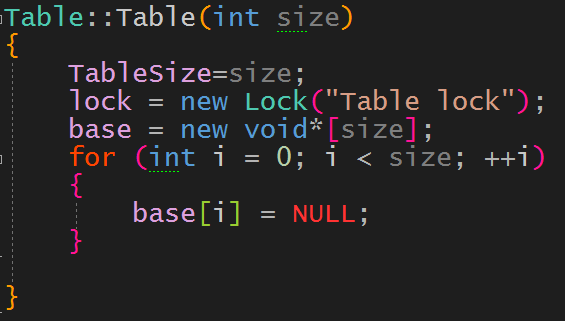 Table::Table(int size)
{
    TableSize=size;
    lock = new Lock("Table lock");
    base = new void*[size];
    for (int i = 0; i < size; ++i)
    {
        base[i] = NULL;
    }
}